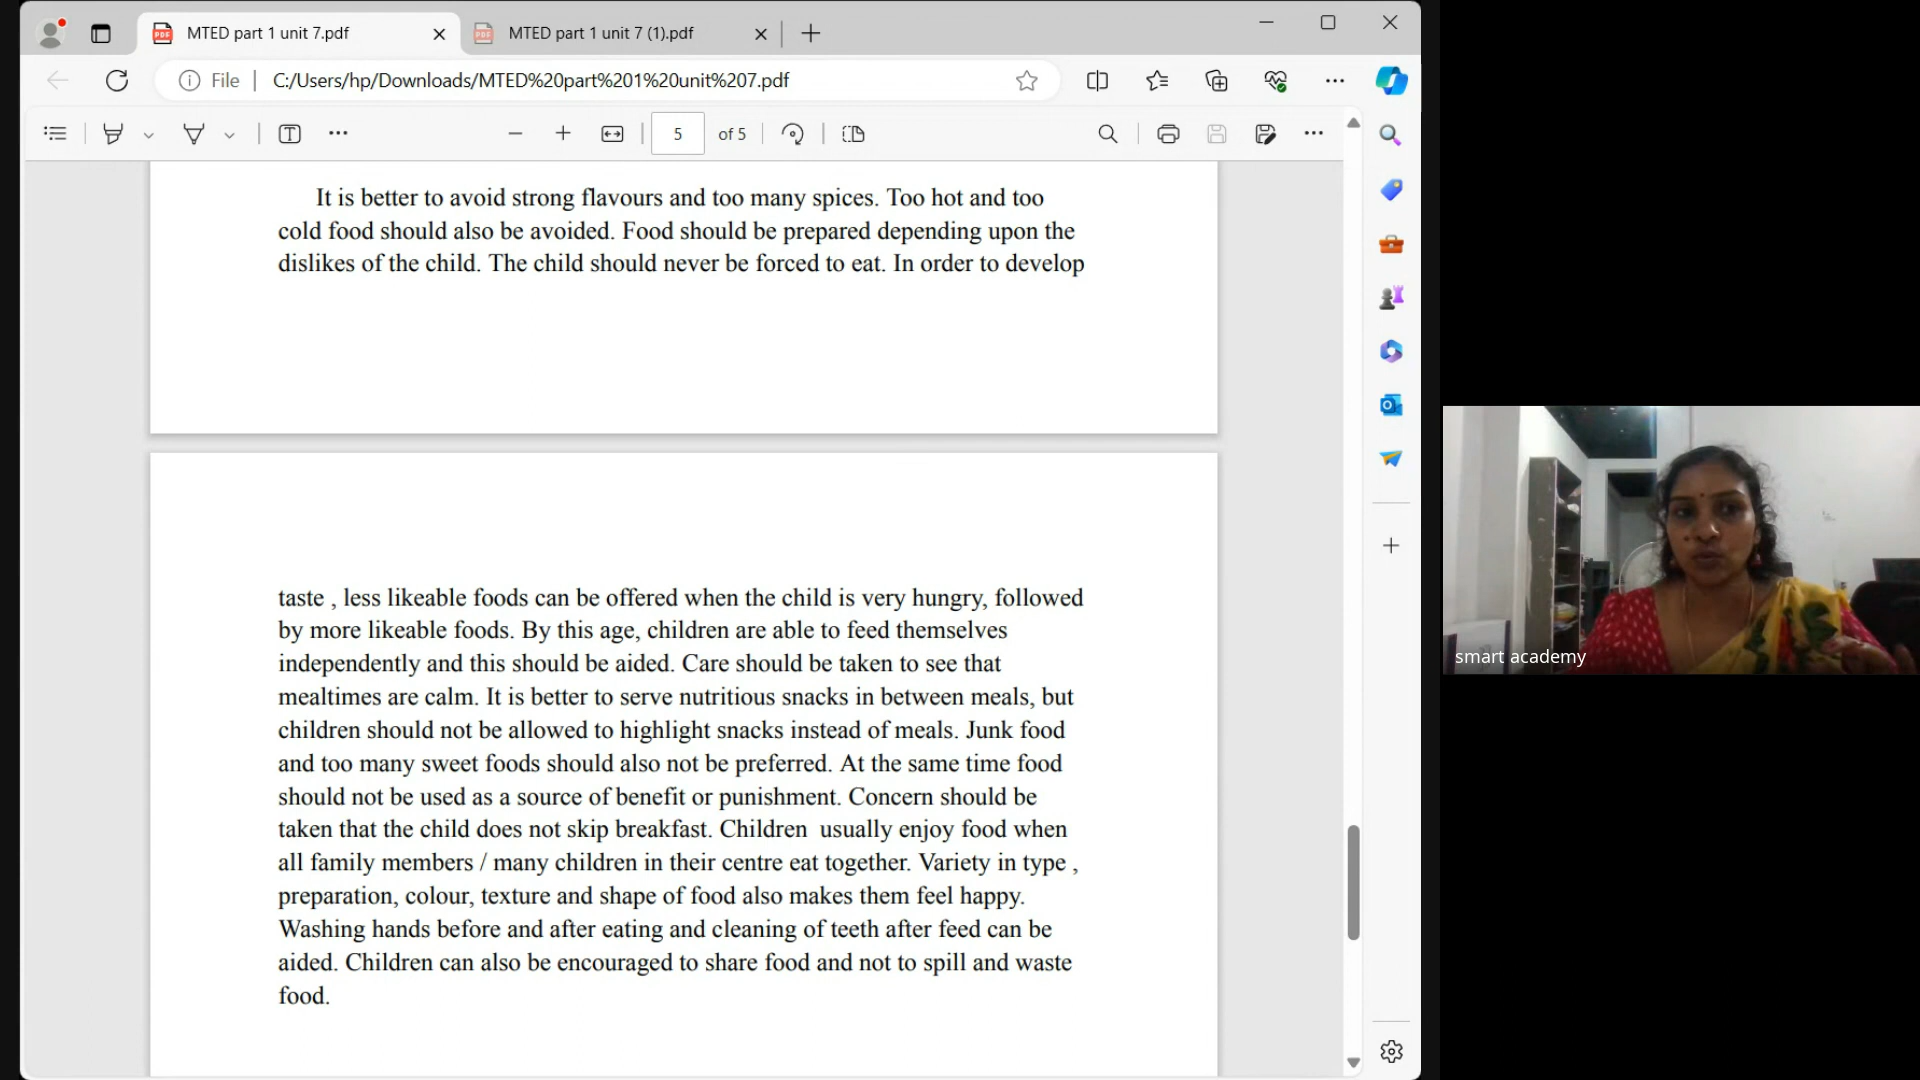 MTED part 1 unit 7.pdf
MTED part 1 unit 7 (1).pdf
File
C:/Users/hp/Downloads/MTED%20part%201%20unit%207.pdf
5 of 5
It is better to avoid strong flavours and too many spices. Too hot and too
cold food should also be avoided. Food should be prepared depending upon the
dislikes of the child. The child should never be forced to eat. In order to develop
taste , less likeable foods can be offered when the child is very hungry, followed
by more likeable foods. By this age, children are able to feed themselves
independently and this should be aided. Care should be taken to see that
mealtimes are calm. It is better to serve nutritious snacks in between meals, but
children should not be allowed to highlight snacks instead of meals. Junk food
and too many sweet foods should also not be preferred. At the same time food
should not be used as a source of benefit or punishment. Concern should be
taken that the child does not skip breakfast. Children  usually enjoy food when
all family members / many children in their centre eat together. Variety in type ,
preparation, colour, texture and shape of food also makes them feel happy.
Washing hands before and after eating and cleaning of teeth after feed can be
aided. Children can also be encouraged to share food and not to spill and waste
food.
smart academy